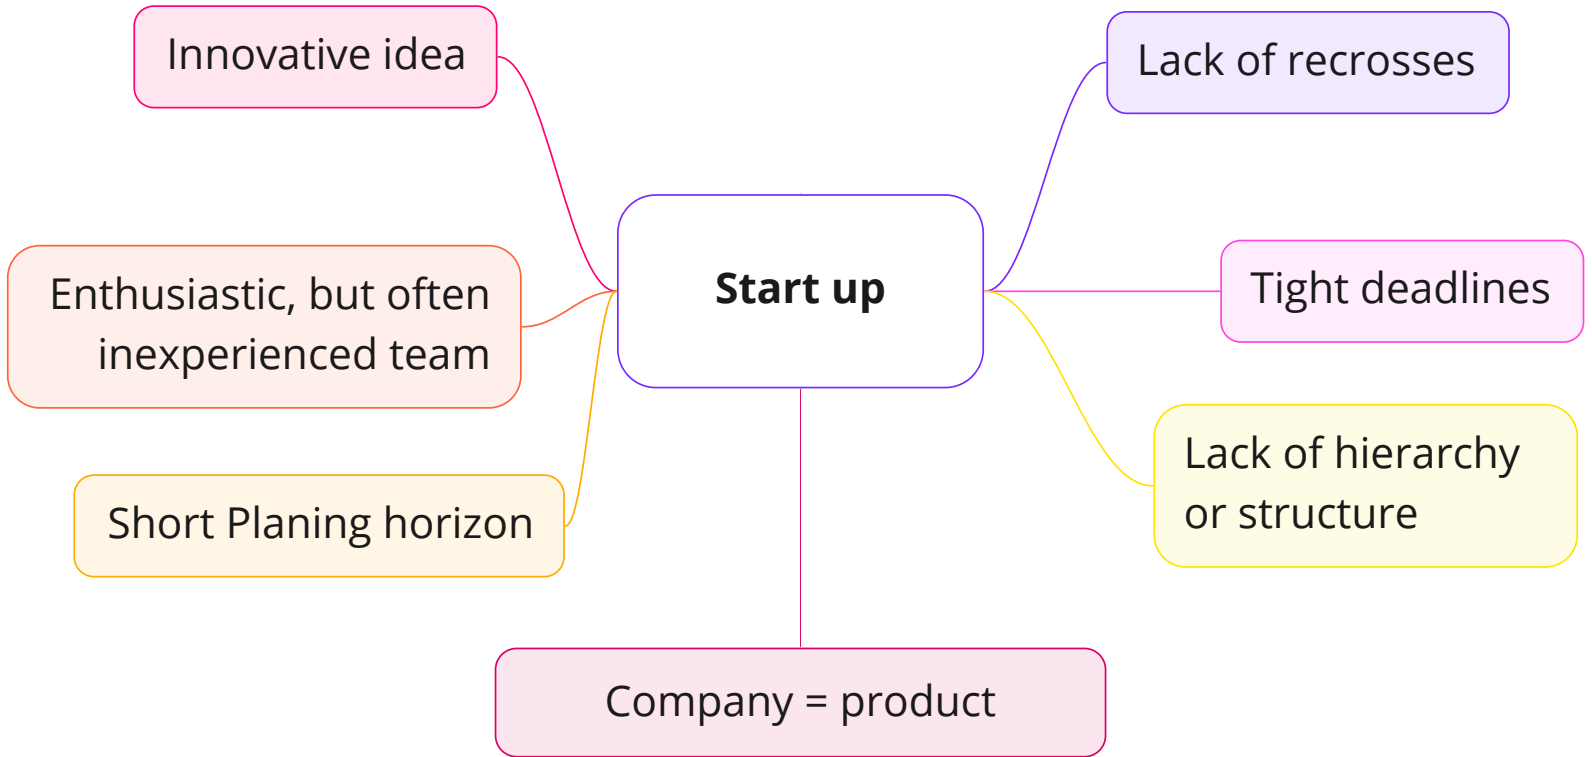 Innovative idea
Lack of recrosses
Start up
Enthusiastic, but often
inexperienced team
Tight deadlines
Short Planing horizon
Lack of hierarchy
or structure
Company = product